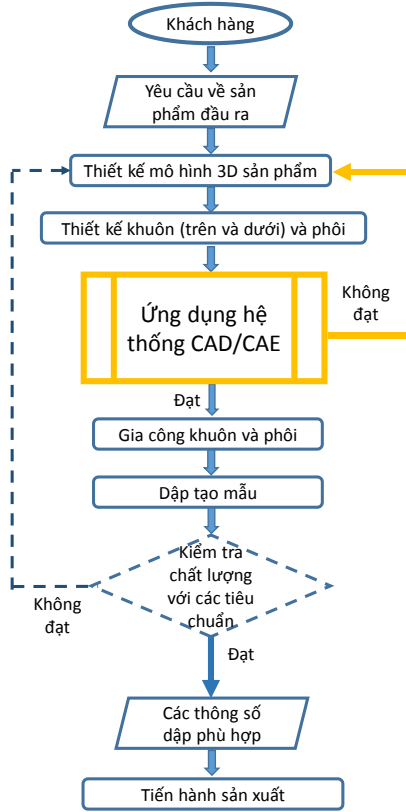 Khách hàng
Yêu cầu về sản
phẩm đầu ra
Thiết kế mô hình 3D sản phẩm
Thiết kế khuôn (trên và dưới) và phôi
Ứng dụng hệ
thống CAD/CAE
Không
đạt
Đạt
Gia công khuôn và phôi
Dập tạo mẫu
Kiểm tra
chất lượng
với các tiêu
chuẩn
Không
đạt
Đạt
Các thông số
dập phù hợp
Tiến hành sản xuất